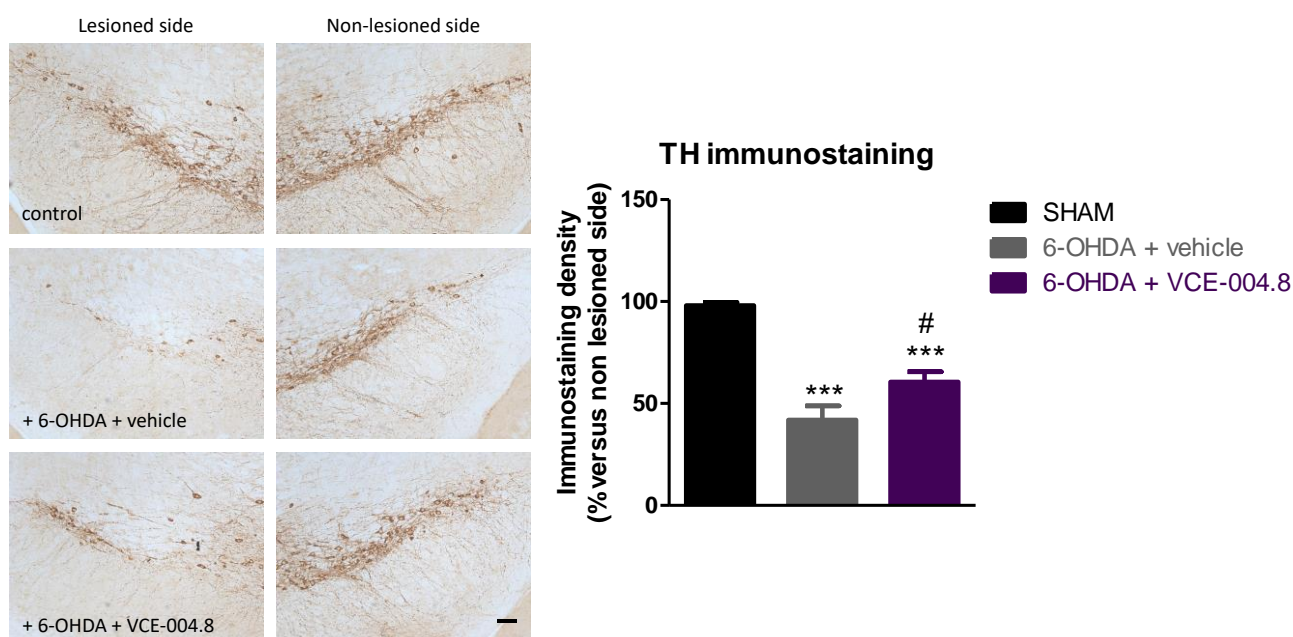 Lesioned side
Non-lesioned side
control
+ 6-OHDA + vehicle
+ 6-OHDA + VCE-004.8
TH immunostaining
Immunostaining density
(% versus non lesioned side)
150
100
50
0
***
#
***
SHAM
6-OHDA + vehicle
6-OHDA + VCE-004.8